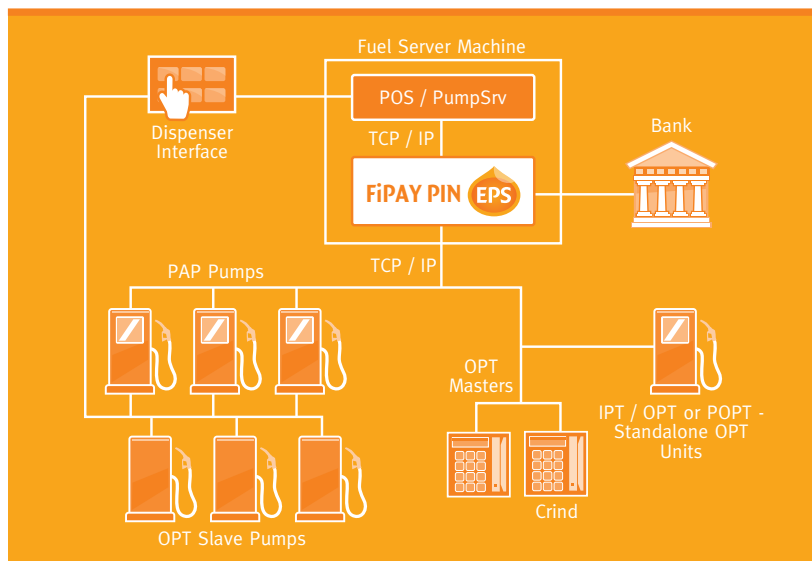 Fuel Server Machine
POS / PumpSrv
Dispenser
Interface
TCP / IP
Bank
FiPAY PIN EPS
TCP / IP
PAP Pumps
OPT
Masters
IPT / OPT or POPT -
Standalone OPT
Units
Crind
OPT Slave Pumps